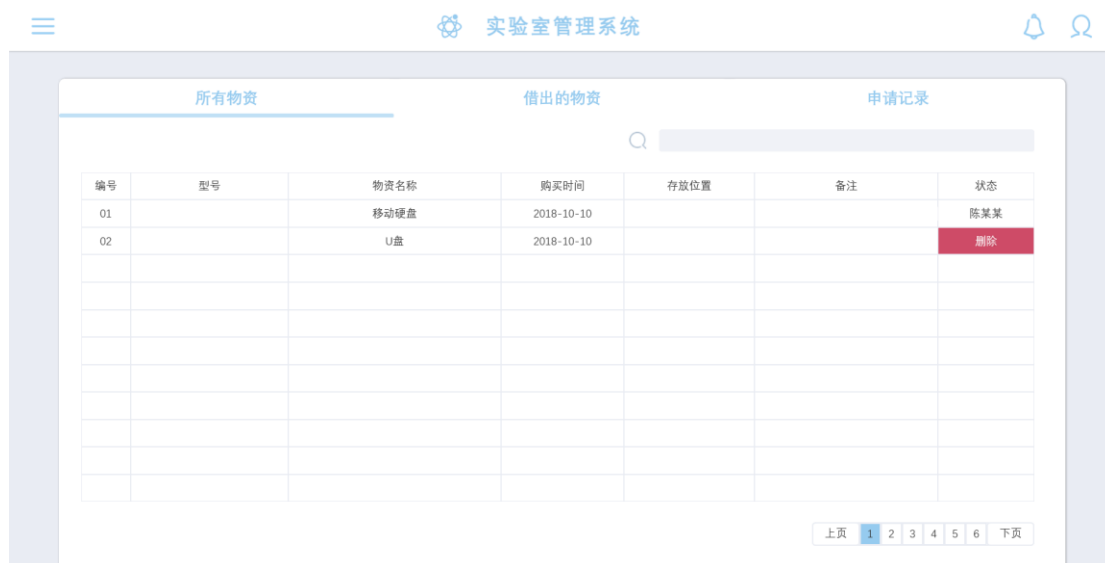 实验室管理系统
所有物资 借出的物资 申请记录
编号 型号 物资名称 购买时间 存放位置 备注 状态
01 移动硬盘 2018-10-10 陈某某
02 U盘 2018-10-10 删除
上页 1 2 3 4 5 6 下页